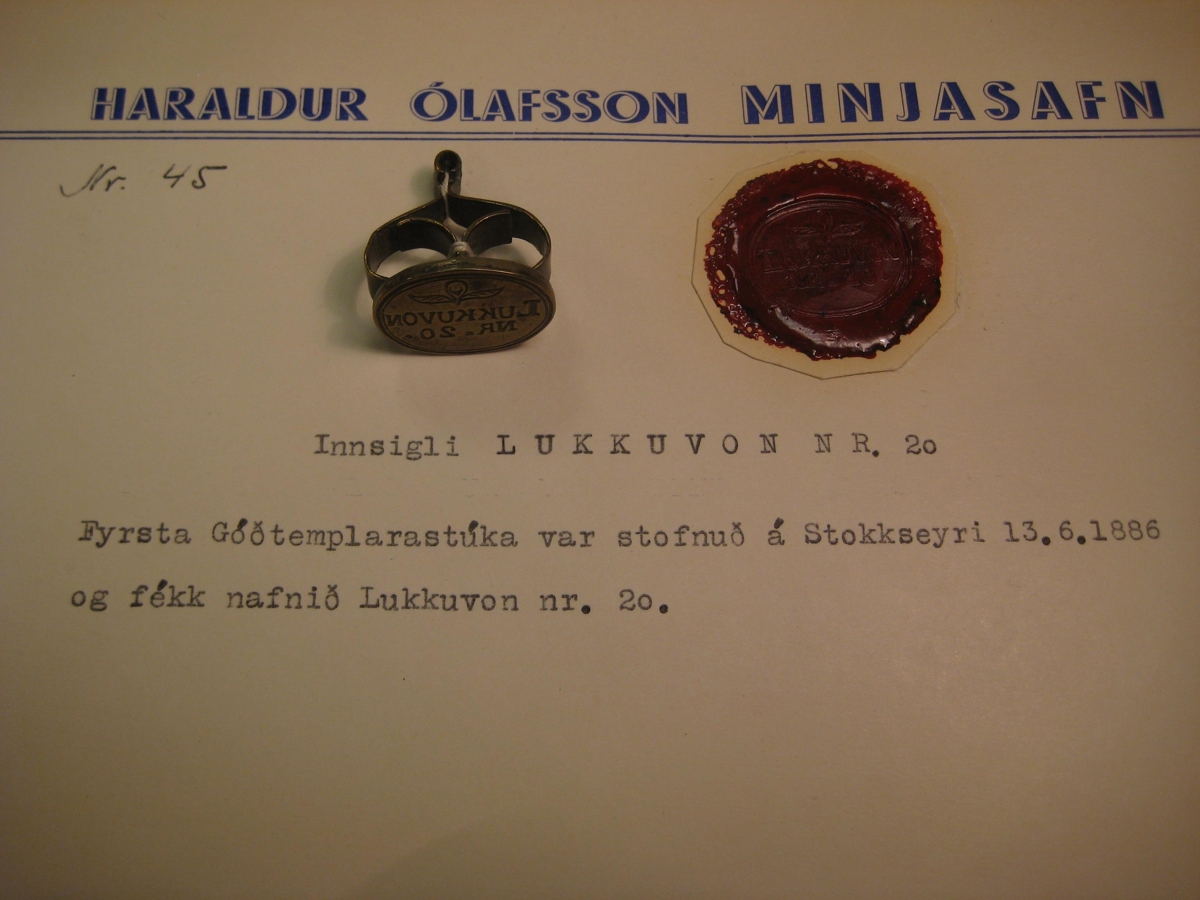 HARALDUR ÓLAFSSON MINJASAFN
Nr. 45
LUKKUVON
NR. 20.
Innsigli LUKKUVON NR. 2o
Fyrsta Góðtemplarastúka var stofnuð á Stokkseyri 13.6.1886
og fékk nafnið Lukkuvon nr. 2o.